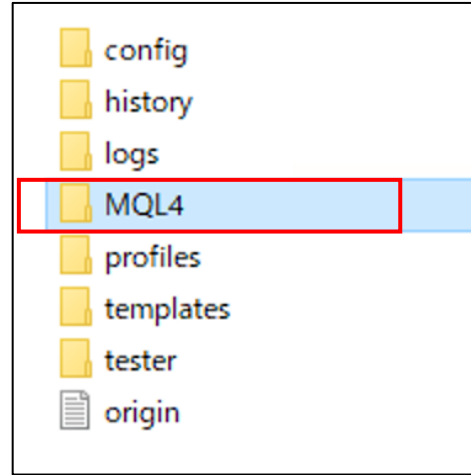 config
history
logs
MQL4
profiles
templates
tester
origin